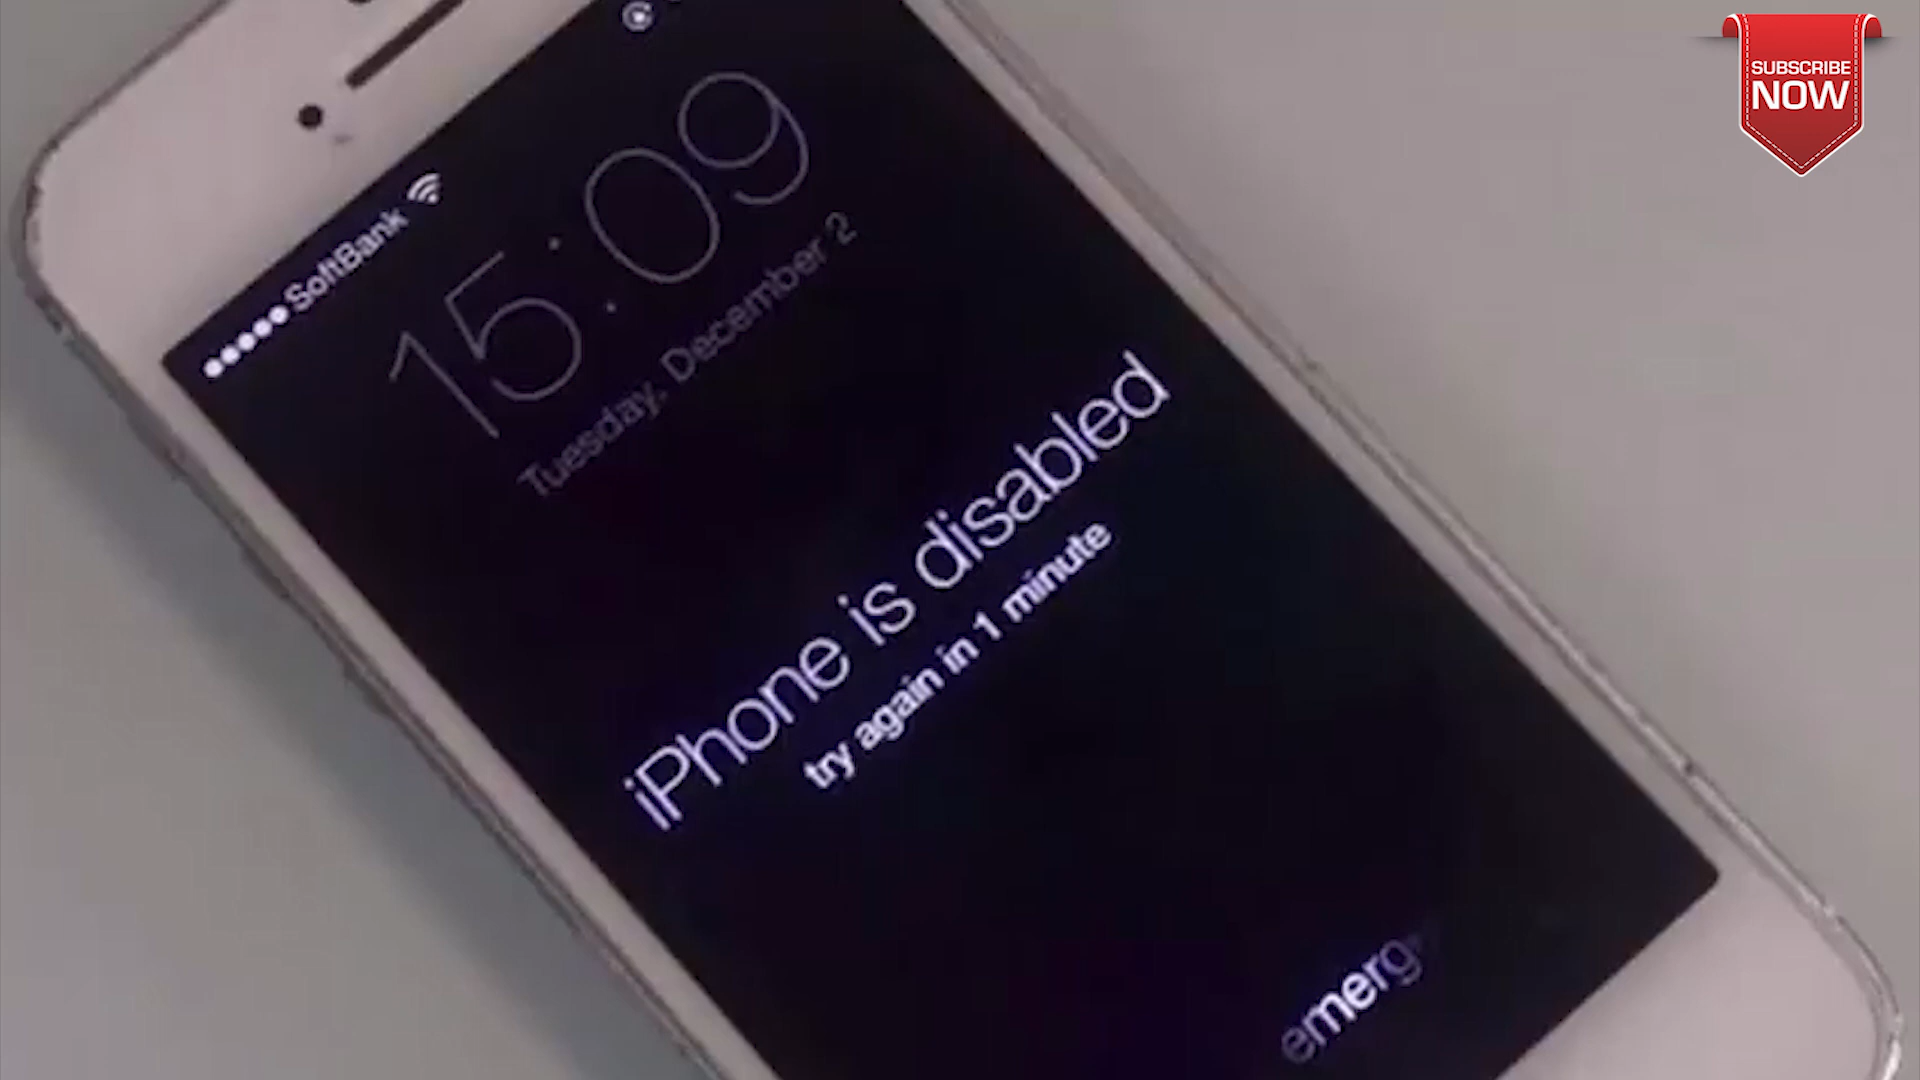 SUBSCRIBE
NOW
●●●●● SoftBank
15:09
Tuesday, December 2
iPhone is disabled
try again in 1 minute
emerg